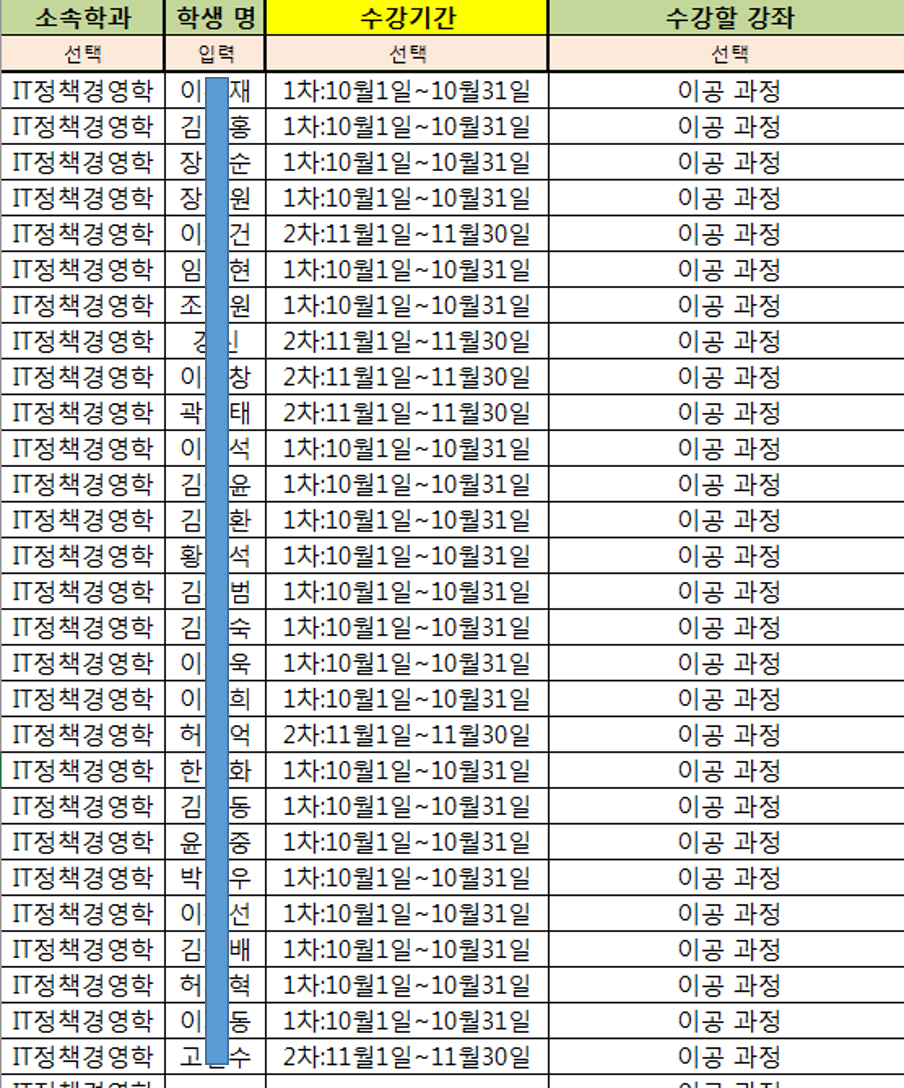 소속학과 학생 명 수강기간 수강할 강좌
선택 입력 선택 선택
IT정책경영학 이 재 1차:10월1일~10월31일 이공 과정
IT정책경영학 김 홍 1차:10월1일~10월31일 이공 과정
IT정책경영학 장 순 1차:10월1일~10월31일 이공 과정
IT정책경영학 장 원 1차:10월1일~10월31일 이공 과정
IT정책경영학 이 건 2차:11월1일~11월30일 이공 과정
IT정책경영학 임 현 1차:10월1일~10월31일 이공 과정
IT정책경영학 조 원 1차:10월1일~10월31일 이공 과정
IT정책경영학 2차:11월1일~11월30일 이공 과정
IT정책경영학 이 창 2차:11월1일~11월30일 이공 과정
IT정책경영학 곽 태 2차:11월1일~11월30일 이공 과정
IT정책경영학 이 석 1차:10월1일~10월31일 이공 과정
IT정책경영학 김 윤 1차:10월1일~10월31일 이공 과정
IT정책경영학 김 환 1차:10월1일~10월31일 이공 과정
IT정책경영학 황 석 1차:10월1일~10월31일 이공 과정
IT정책경영학 김 범 1차:10월1일~10월31일 이공 과정
IT정책경영학 김 숙 1차:10월1일~10월31일 이공 과정
IT정책경영학 이 욱 1차:10월1일~10월31일 이공 과정
IT정책경영학 이 희 1차:10월1일~10월31일 이공 과정
IT정책경영학 허 억 2차:11월1일~11월30일 이공 과정
IT정책경영학 한 화 1차:10월1일~10월31일 이공 과정
IT정책경영학 김 동 1차:10월1일~10월31일 이공 과정
IT정책경영학 윤 중 1차:10월1일~10월31일 이공 과정
IT정책경영학 박 우 1차:10월1일~10월31일 이공 과정
IT정책경영학 이 선 1차:10월1일~10월31일 이공 과정
IT정책경영학 김 배 1차:10월1일~10월31일 이공 과정
IT정책경영학 허 혁 1차:10월1일~10월31일 이공 과정
IT정책경영학 이 동 1차:10월1일~10월31일 이공 과정
IT정책경영학 고 수 2차:11월1일~11월30일 이공 과정